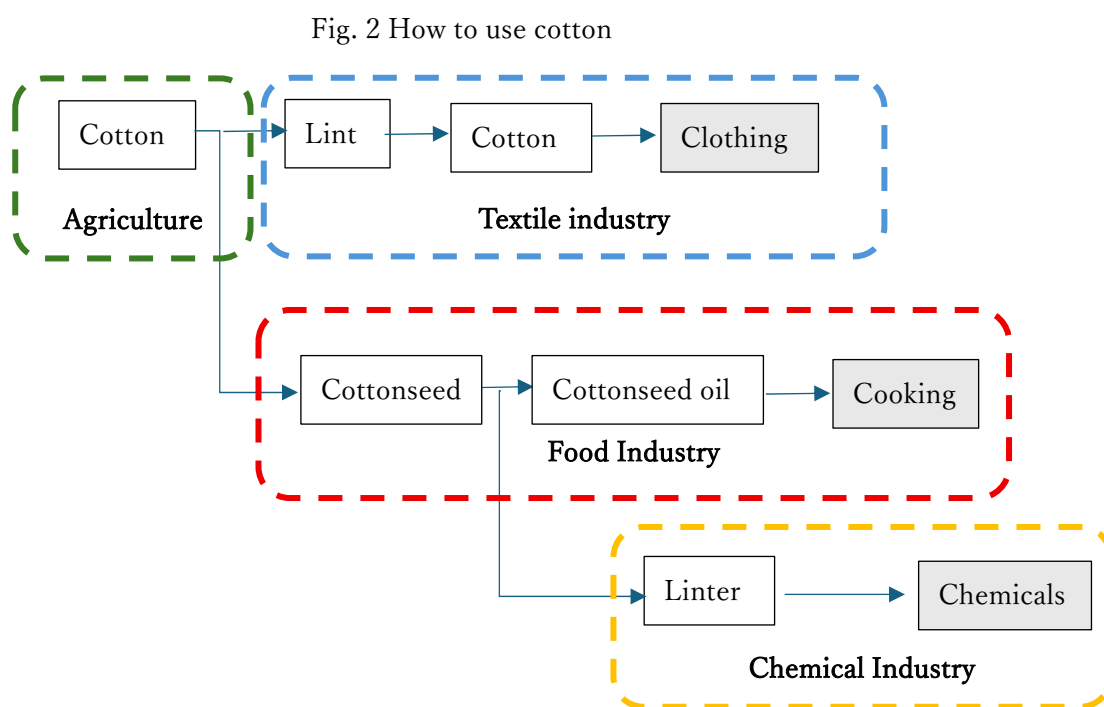 Fig. 2 How to use cotton
Cotton
Lint
Cotton
Clothing
Agriculture
Textile industry
Cottonseed
Cottonseed oil
Cooking
Food Industry
Linter
Chemicals
Chemical Industry